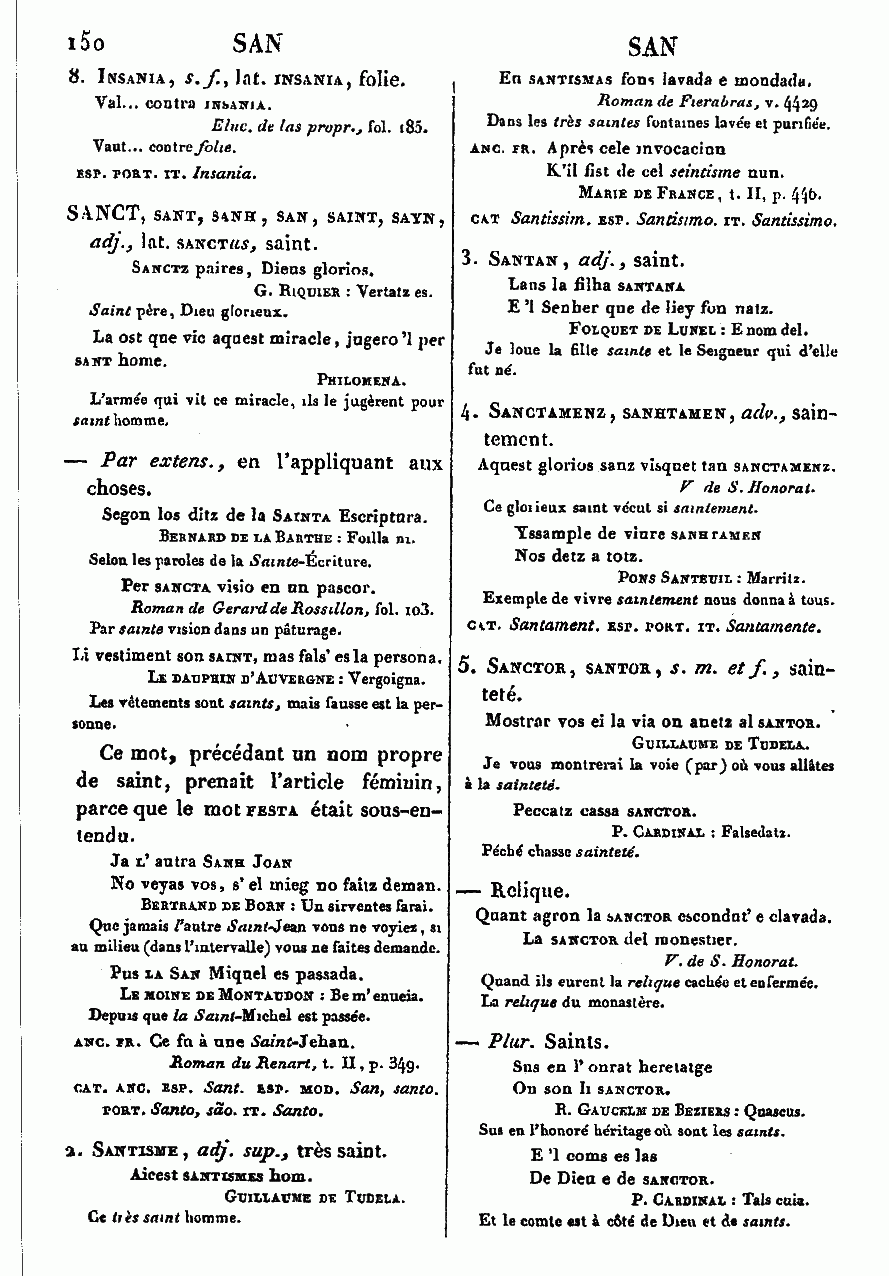 150 SAN
8. INSANIA, s. f., lat. INSANIA, folie.
Val... contra INSANIA.
Eluc. de las propr., fol. 185.
Vaut... contre folie.
ESP. PORT. IT. Insania.
SANCT, SANT, SANH, SAN, SAINT, SAYN,
adj., lat. SANCTus, saint.
SANCTZ paires, Dieus glorios.
G. RIQUIER : Vertatz es.
Saint père, Dieu glorieux.
La ost que vic aquest miracle, jugero 'l per
SANT home.
PHILOMENA.
L'armée qui vit ce miracle, ils le jugèrent pour
saint homme.
— Par extens., en l'appliquant aux
choses.
Segon los ditz de la SAINTA Escriptura.
BERNARD DE LA BARTHE : Foilla ni.
Selon les paroles de la Sainte-Écriture.
Per SANCTA visio en un pascor.
Roman de Gerard de Rossillon, fol. 103.
Par sainte vision dans un pâturage.
Li vestiment son SAINT, mas fals' es la persona.
LE DAUPHIN D'AUVERGNE : Vergoigna.
Les vêtements sont saints, mais fausse est la per-
sonne.
Ce mot, précédant un nom propre
de saint, prenait l'article féminin,
parce que le mot FESTA était sous-en-
tendu.
Ja L' autra SANH JOAN
No veyas vos, s' el mieg no faitz deman.
BERTRAND DE BORN : Un sirventes farai.
Que jamais l'autre Saint-Jean vous ne voyiez, si
au milieu (dans l'intervalle) vous ne faites demande.
Pus LA SAN Miquel es passada.
LE MOINE DE MONTAUDON : Be m' enueia.
Depuis que la Saint-Michel est passée.
ANC. FR. Ce fu à une Saint-Jehan.
Roman du Renart, t. II, p. 349.
CAT. ANC. ESP. Sant. ESP. MOD. San, santo.
PORT. Santo, são. IT. Santo.
2. SANTISME, adj. sup., très saint.
Aicest SANTISMES hom.
GUILLAUME DE TUDELA.
Ce très saint homme.
SAN
En SANTISMAS fons lavada e mondada.
Roman de Fierabras, v. 4429
Dans les très saintes fontaines lavée et purifiée.
ANC. FR. Après cele invocacion
K'il fist de cel seintisme nun.
MARIE DE FRANCE, t. II, p. 446.
CAT Santissim. ESP. Santisimo. IT. Santissimo.
3. SANTAN, adj., saint.
Laus la filha SANTANA
E 'l Senher que de liey fon natz.
FOLQUET DE LUNEL : E nom del.
Je loue la fille sainte et le Seigneur qui d'elle
fut né.
4. SANCTAMENZ, SANHTAMEN, adv., sain-
tement.
Aquest glorios sanz visquet tan SANCTAMENZ.
V de S. Honorat.
Ce glorieux saint vécut si saintement.
Yssample de viure SANHTAMEN
Nos detz a totz.
PONS SANTEUIL : Marritz.
Exemple de vivre saintement nous donna à tous.
CAT. Santament. ESP. PORT. IT. Santamente.
5. SANCTOR, SANTOR, s. m. et f., sain-
teté.
Mostrar vos ei la via on anetz al SANTOR.
GUILLAUME DE TUDELA.
Je vous montrerai la voie (par) où vous allâtes
à la sainteté.
Peccatz cassa SANCTOR.
P. CARDINAL : Falsedatz.
Péché chasse sainteté.
— Relique.
Quant agron la SANCTOR escondut' e clavada.
La SANCTOR del monestier.
V. de S. Honorat.
Quand ils eurent la relique cachée et enfermée.
La relique du monastère.
— Plur. Saints.
Sus en l' onrat heretatge
On son li SANCTOR.
R. GAUCELM DE BEZIERS : Quascus.
Sus en l'honoré héritage où sont les saints.
E 'l coms es las
De Dieu e de SANCTOR.
P. CARDINAL : Tals cuia.
Et le comte est à côté de Dieu et de saints.